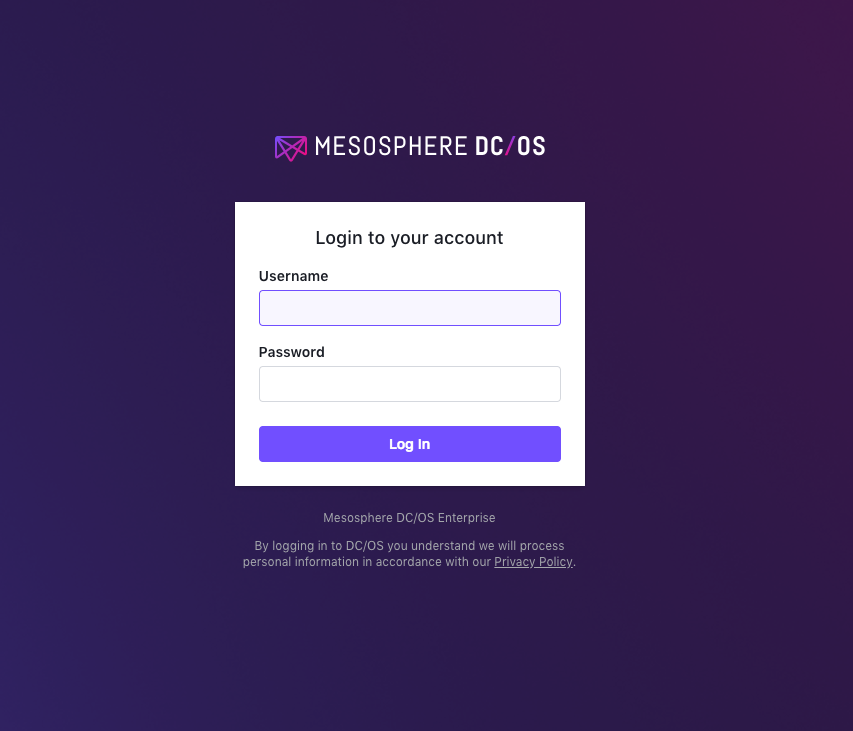 MESOSPHERE DC/OS
Login to your account
Username
Password
Log In
Mesosphere DC/OS Enterprise
By logging in to DC/OS you understand we will process
personal information in accordance with our Privacy Policy.